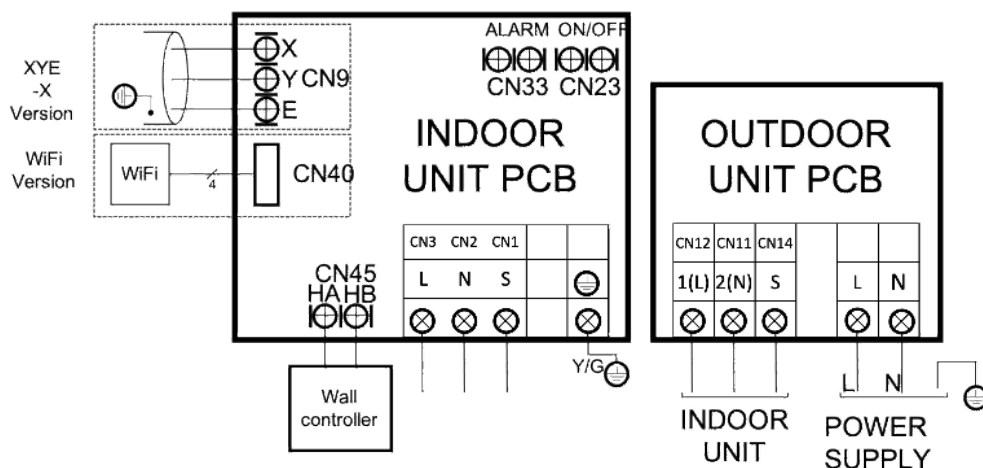 XYE
-X
Version
X
Y CN9
E
ALARM ON/OFF
CN33 CN23
WiFi
Version
WiFi
4
CN40
INDOOR
UNIT PCB
CN3 CN2 CN1
L N S
CN45
HA HB
Y/G
Wall
controller
OUTDOOR
UNIT PCB
CN12 CN11 CN14
1(L) 2(N) S L N
L N
INDOOR
UNIT
POWER
SUPPLY